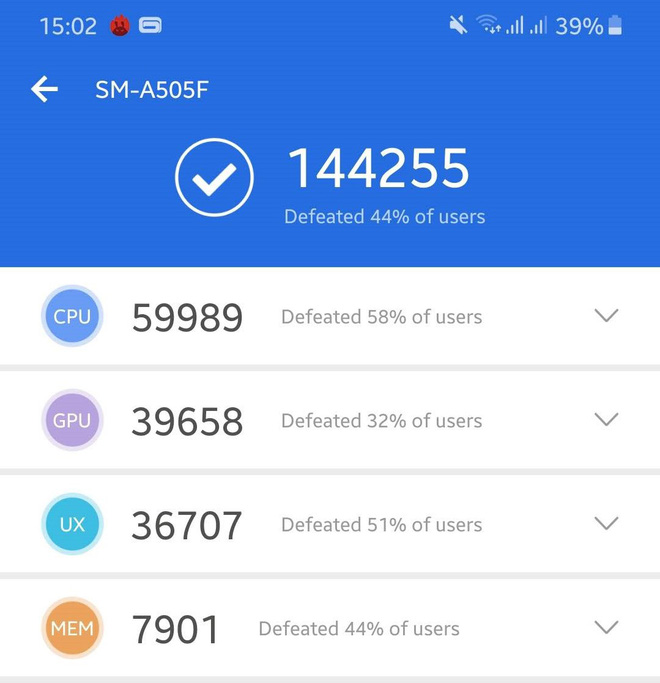 15:02 39%
SM-A505F
144255
Defeated 44% of users
CPU 59989 Defeated 58% of users
GPU 39658 Defeated 32% of users
UX 36707 Defeated 51% of users
MEM 7901 Defeated 44% of users